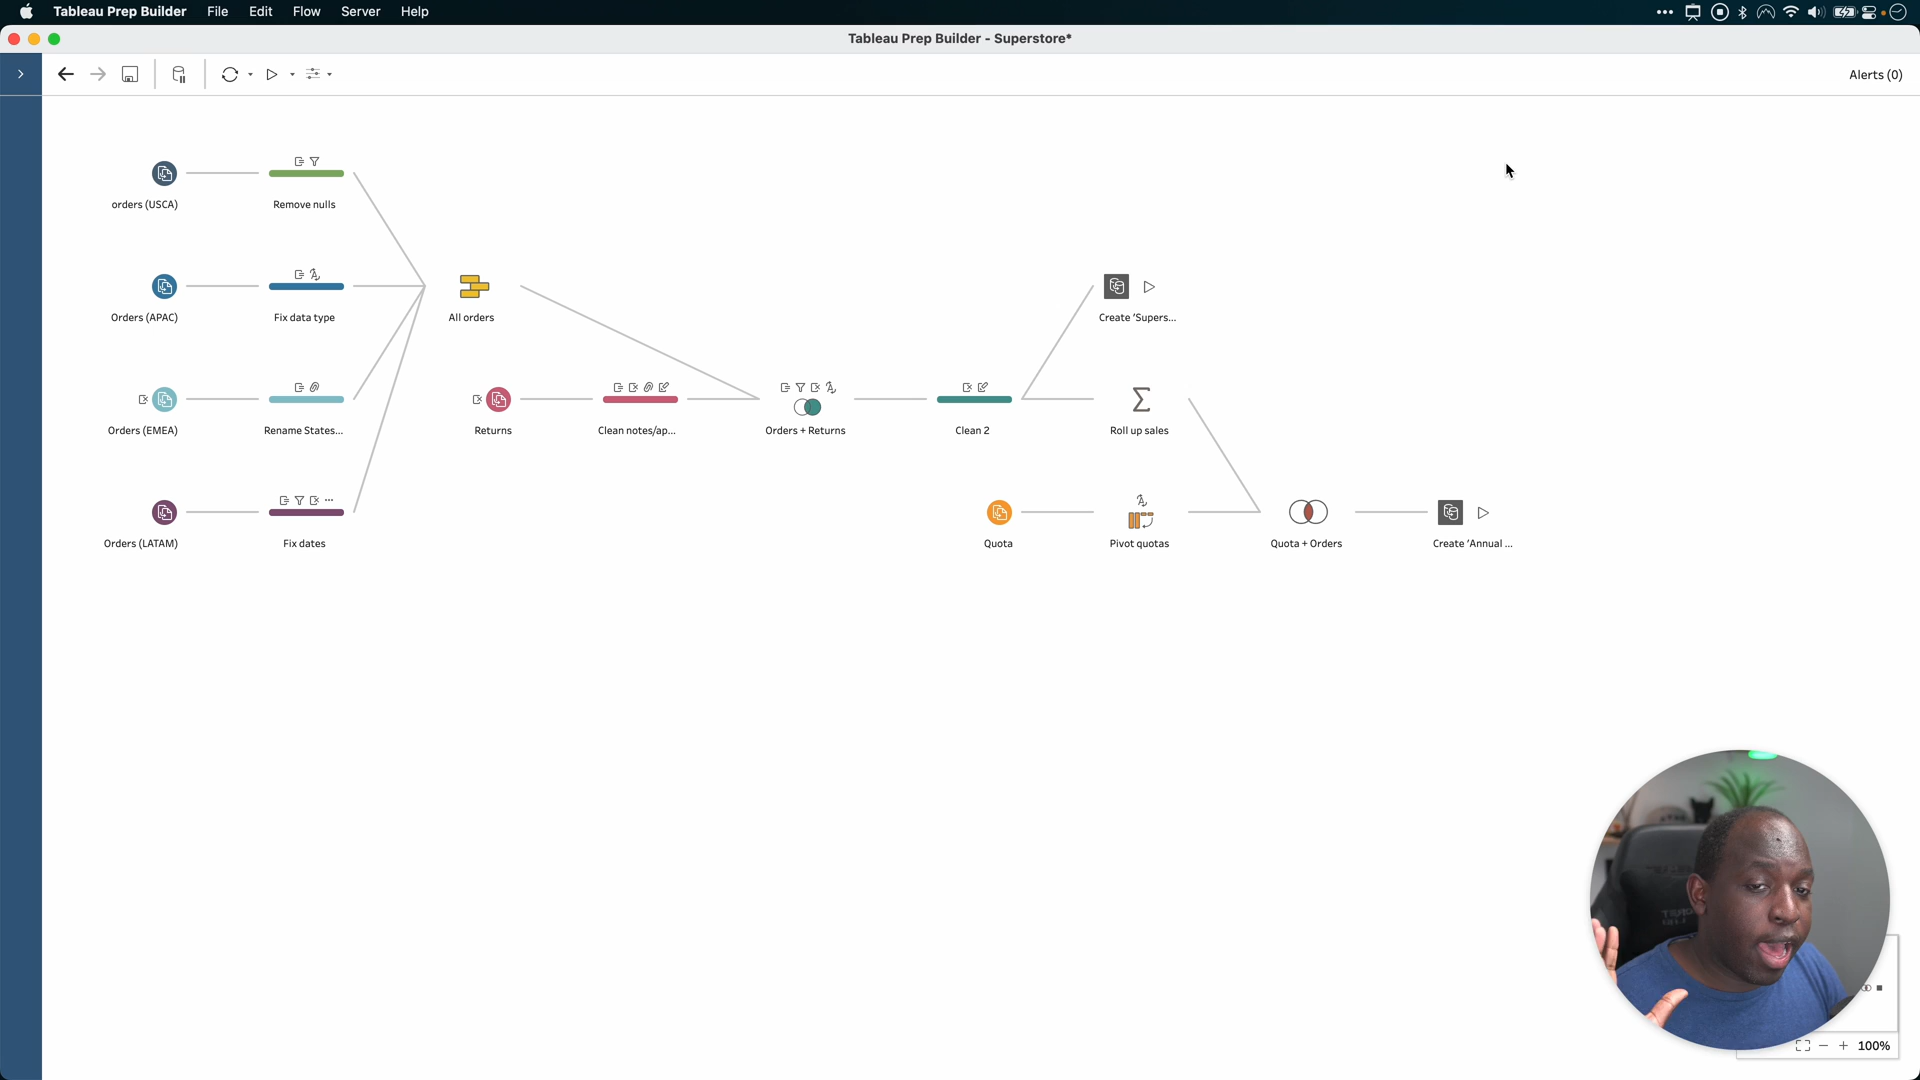 Tableau Prep Builder File Edit Flow Server Help
Tableau Prep Builder - Superstore*
Alerts (0)
orders (USCA)
Remove nulls
Orders (APAC)
Fix data type
All orders
Create 'Supers...
Orders (EMEA)
Rename States...
Returns
Clean notes/ap...
Orders + Returns
Clean 2
Roll up sales
Orders (LATAM)
Fix dates
Quota
Pivot quotas
Quota + Orders
Create 'Annual ...
100%